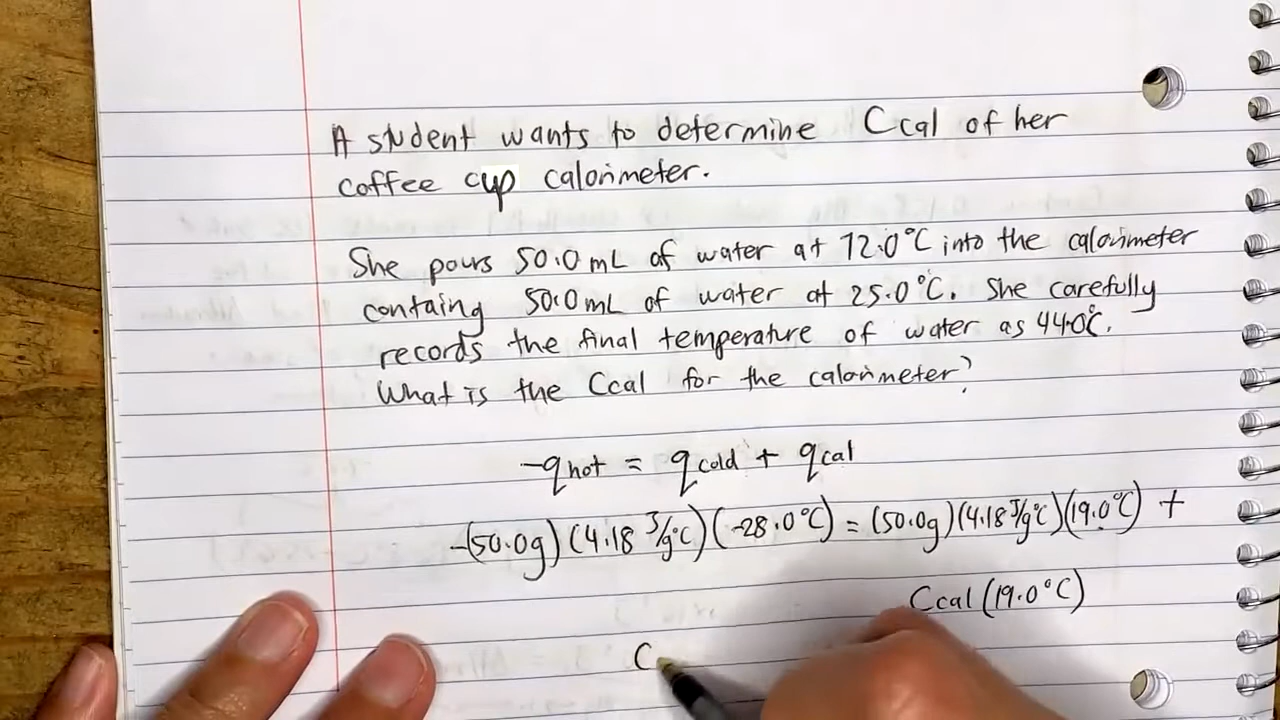 A student wants to determine Ccal of her
coffee cup calorimeter.
She pours 50.0 mL of water at 72.0°C into the calorimeter
containg 50.0 mL of water at 25.0°C. She carefully
records the final temperature of water as 44.0°C.
What is the Ccal for the calorimeter?
-qhot = qcold + qcal
-(50.0g)(4.18 J/g°C)(-28.0°C) = (50.0g)(4.18 J/g°C)(19.0°C) +
Ccal(19.0°C)
C